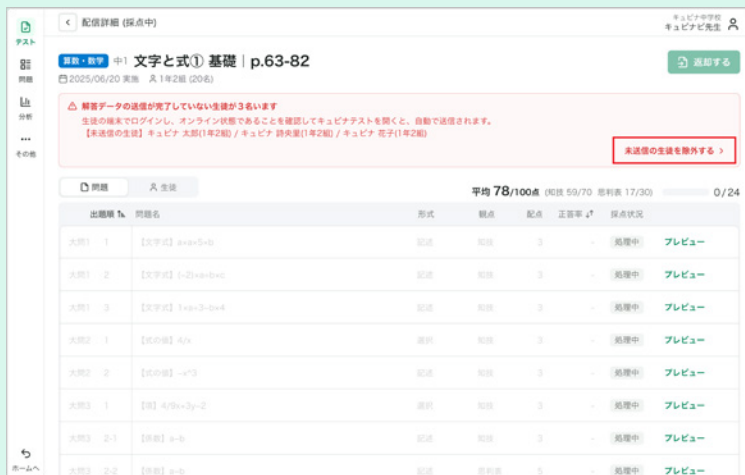 配信詳細 (採点中)
キュビナ中学校
キュビナ先生
テスト
問題
分析
その他
ホームへ
算数・数学 中1 文字と式① 基礎｜p.63-82
返却する
2025/06/20 実施 1年2組 (20名)
解答データの送信が完了していない生徒が3名います
生徒の端末でログインし、オンライン状態であることを確認してキュビナテストを開くと、自動で送信されます。
【未送信の生徒】キュビナ 太郎(1年2組) / キュビナ 詩央里(1年2組) / キュビナ 花子(1年2組)
未送信の生徒を除外する >
問題 生徒
平均 78/100点 (知技 59/70 思判表 17/30) 0/24
出題順 問題名 形式 観点 配点 正答率 採点状況
大問1 1 【文字式】a×a×5×b 記述 知技 3 - 処理中 プレビュー
大問1 2 【文字式】(-2)×a×b×c 記述 知技 3 - 処理中 プレビュー
大問1 3 記述 知技 3 - 処理中 プレビュー
大問2 1 【式の値】4/x 選択 知技 3 - 処理中 プレビュー
大問2 2 【式の値】-x^3 記述 知技 3 - 処理中 プレビュー
大問3 1 【項】4/9x+3y-2 選択 知技 3 - 処理中 プレビュー
大問3 2-1 【係数】a-b 記述 知技 3 - 処理中 プレビュー
大問3 2-2 【係数】a-b 記述 思判表 5 - 処理中 プレビュー